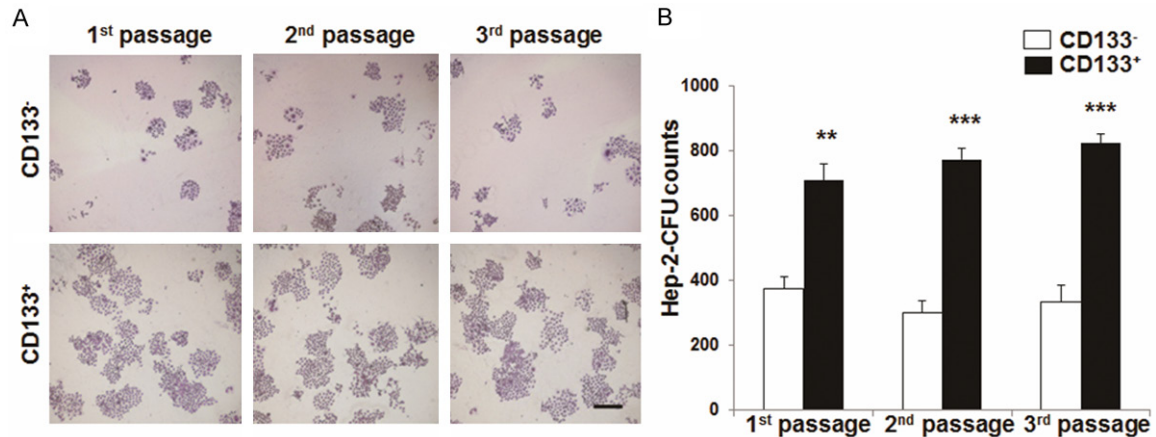 A
1st passage 2nd passage 3rd passage
CD133-
CD133+
B
CD133-
CD133+
Hep-2-CFU counts
1000
800
600
400
200
0
** *** ***
1st passage 2nd passage 3rd passage